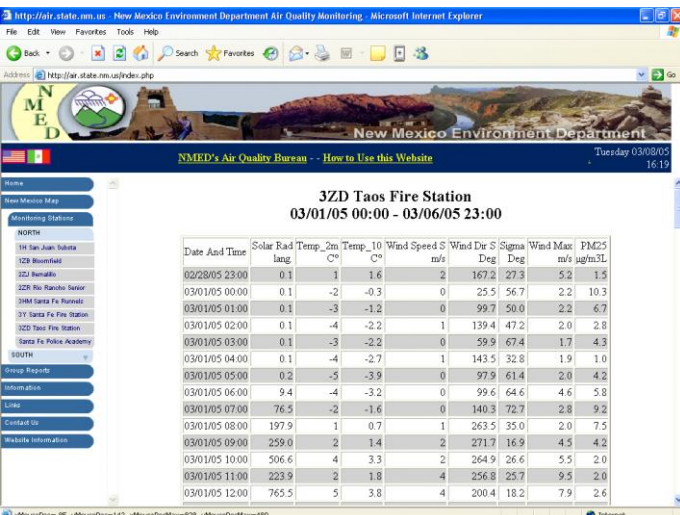 http://air.state.nm.us - New Mexico Environment Department Air Quality Monitoring - Microsoft Internet Explorer
File Edit View Favorites Tools Help
Back Search Favorites
Address http://air.state.nm.us/index.php Go
N
M
E
D
New Mexico Environment Department
NMED's Air Quality Bureau - - How to Use this Website
Tuesday 03/08/05
16:19
Home
New Mexico Map
Monitoring Stations
NORTH
1H San Juan Substa
1ZB Bloomfield
2ZJ Bernalillo
2ZR Rio Rancho Senior
3HM Santa Fe Runnels
3Y Santa Fe Fire Station
3ZD Taos Fire Station
Santa Fe Police Academy
SOUTH
Group Reports
Information
Links
Contact Us
Website Information
3ZD Taos Fire Station
03/01/05 00:00 - 03/06/05 23:00
Date And Time Solar Rad lang. Temp_2m C° Temp_10 C° Wind Speed S m/s Wind Dir S Deg Sigma Deg Wind Max m/s PM25 µg/m3L
02/28/05 23:00 0.1 1 1.6 2 167.2 27.3 5.2 1.5
03/01/05 00:00 0.1 -2 -0.3 0 25.5 56.7 2.2 10.3
03/01/05 01:00 0.1 -3 -1.2 0 99.7 50.0 2.2 6.7
03/01/05 02:00 0.1 -4 -2.2 1 139.4 47.2 2.0 2.8
03/01/05 03:00 0.1 -3 -2.2 0 59.9 67.4 1.7 4.3
03/01/05 04:00 0.1 -4 -2.7 1 143.5 32.8 1.9 1.0
03/01/05 05:00 0.2 -5 -3.9 0 97.9 61.4 2.0 4.2
03/01/05 06:00 9.4 -4 -3.2 0 99.6 64.6 4.6 5.8
03/01/05 07:00 76.5 -2 -1.6 0 140.3 72.7 2.8 9.2
03/01/05 08:00 197.9 1 0.7 1 263.5 35.0 2.0 7.5
03/01/05 09:00 259.0 2 1.4 2 271.7 16.9 4.5 4.2
03/01/05 10:00 506.6 4 3.3 2 264.9 26.6 5.5 2.0
03/01/05 11:00 223.9 2 1.8 4 256.8 25.7 9.5 2.0
03/01/05 12:00 765.5 5 3.8 4 200.4 18.2 7.9 2.6
Internet